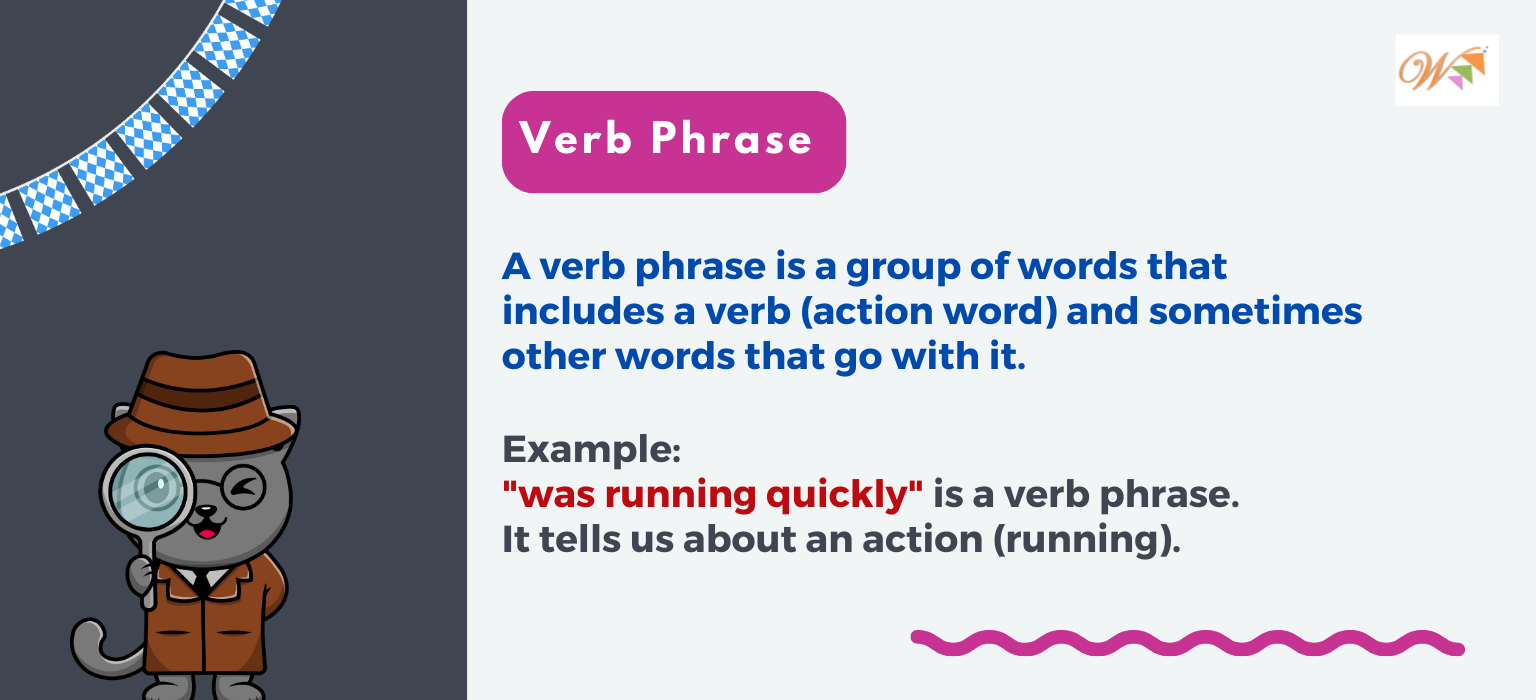 W
Verb Phrase
A verb phrase is a group of words that
includes a verb (action word) and sometimes
other words that go with it.
Example:
"was running quickly" is a verb phrase.
It tells us about an action (running).